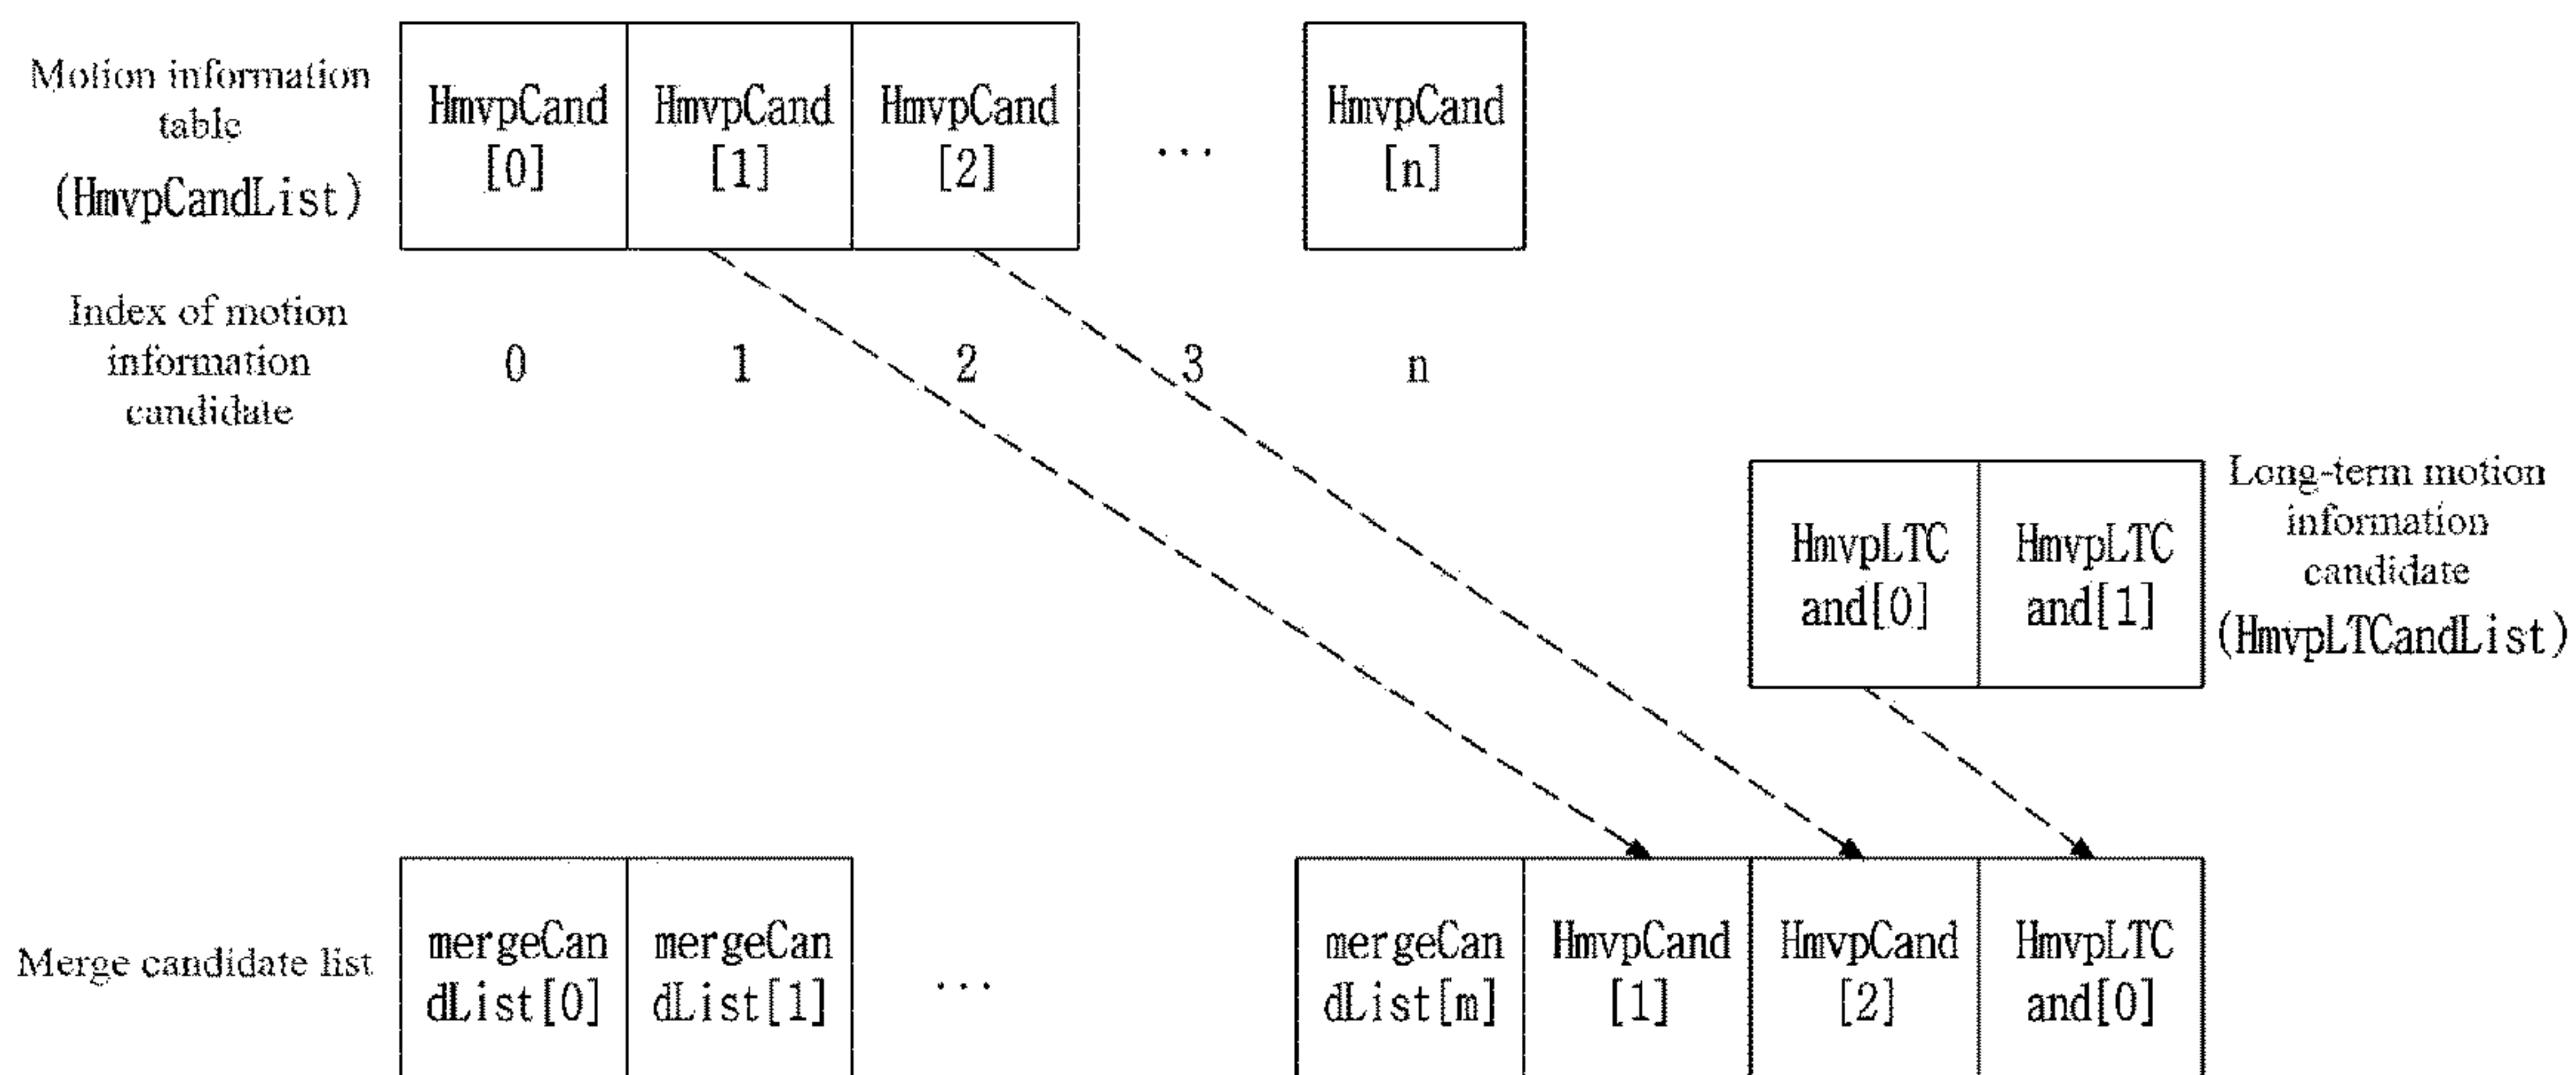 Motion information
table
(HmvpCandList)
HmvpCand
[0]
HmvpCand
[1]
HmvpCand
[2]
...
HmvpCand
[n]
Index of motion
information
candidate
0
1
2
3
n
HmvpLTC
and[0]
HmvpLTC
and[1]
Long-term motion
information
candidate
(HmvpLTCandList)
Merge candidate list
mergeCan
dList[0]
mergeCan
dList[1]
...
mergeCan
dList[m]
HmvpCand
[1]
HmvpCand
[2]
HmvpLTC
and[0]